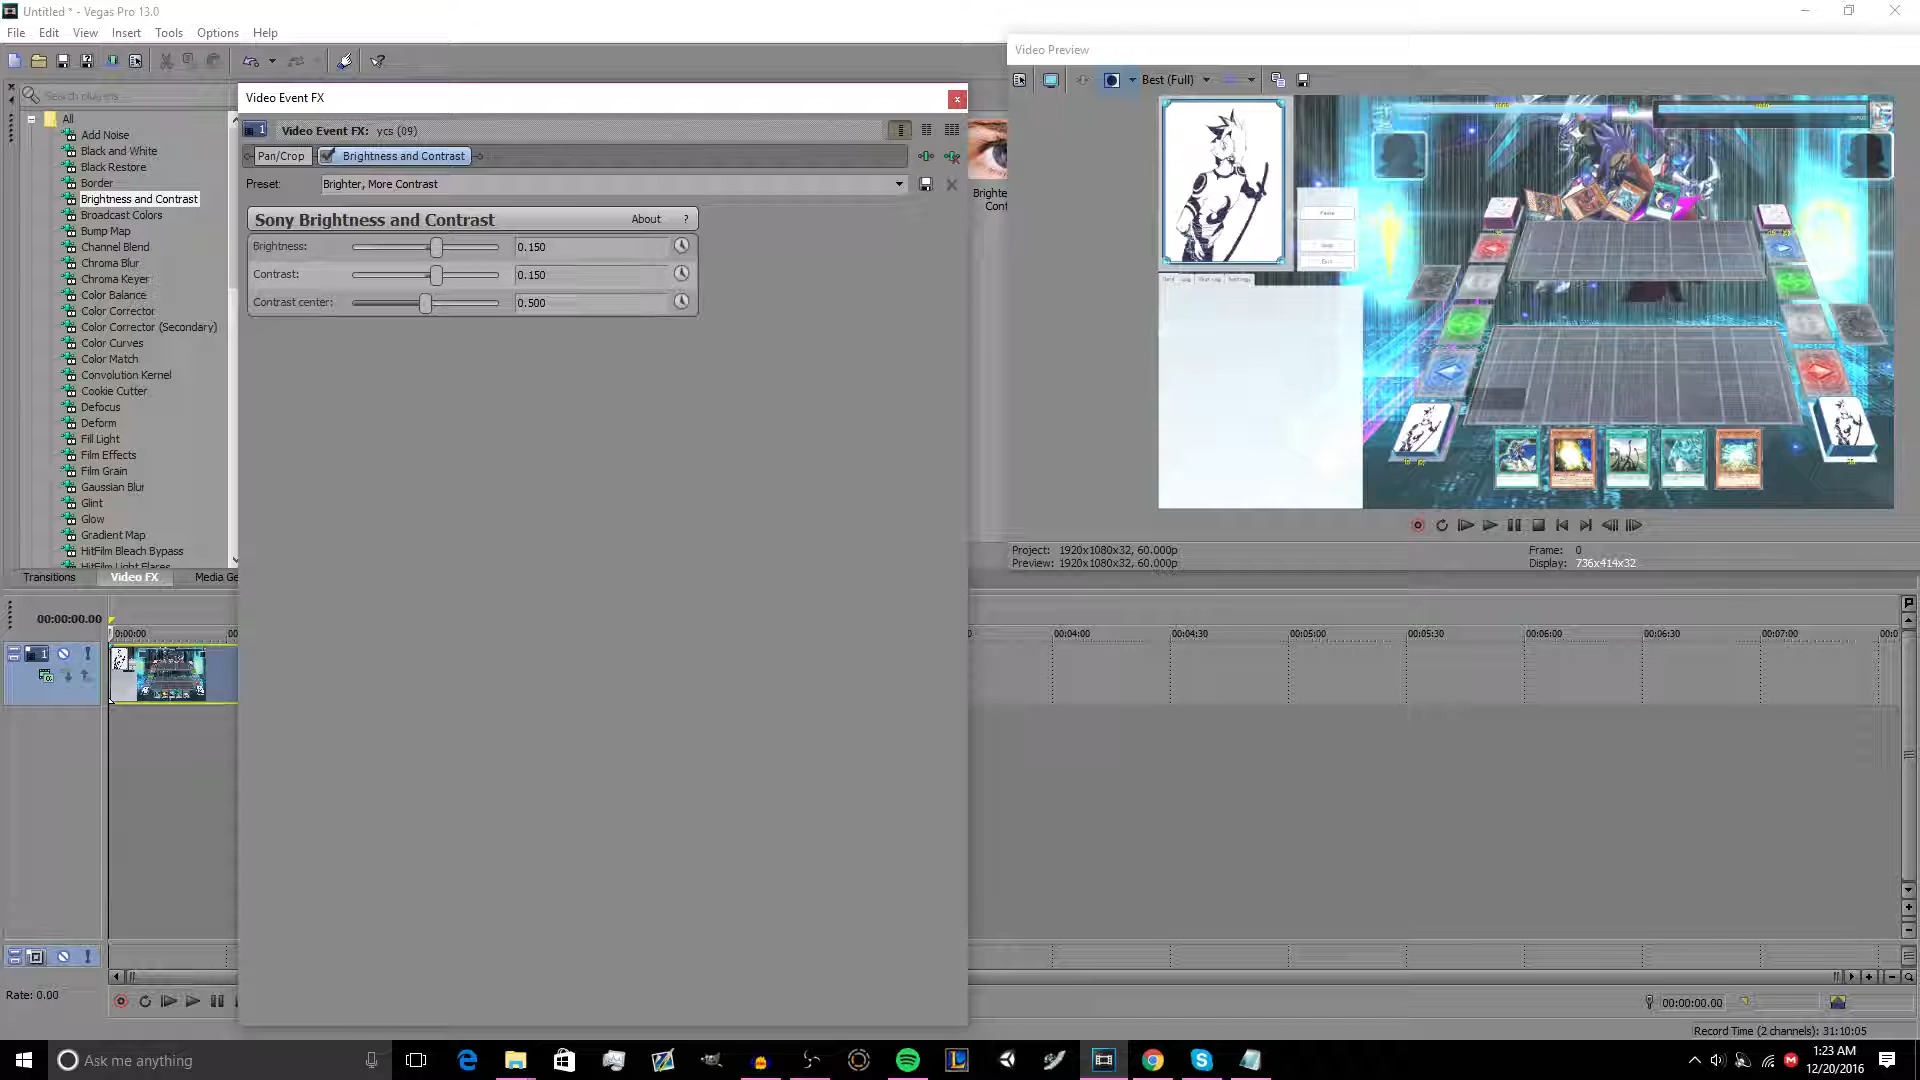 Untitled * - Vegas Pro 13.0
File Edit View Insert Tools Options Help
Search plug-ins
All
Add Noise
Black and White
Black Restore
Border
Brightness and Contrast
Broadcast Colors
Bump Map
Channel Blend
Chroma Blur
Chroma Keyer
Color Balance
Color Corrector
Color Corrector (Secondary)
Color Curves
Color Match
Convolution Kernel
Cookie Cutter
Defocus
Deform
Fill Light
Film Effects
Film Grain
Gaussian Blur
Glint
Glow
Gradient Map
HitFilm Bleach Bypass
HitFilm Light Flares
Transitions Video FX Media Ge
Video Event FX
1 Video Event FX: ycs (09)
Pan/Crop Brightness and Contrast
Preset: Brighter, More Contrast
Sony Brightness and Contrast About ?
Brightness: 0.150
Contrast: 0.150
Contrast center: 0.500
Brighte
Cont
Video Preview
Best (Full)
Project: 1920x1080x32, 60.000p
Preview: 1920x1080x32, 60.000p
Frame: 0
Display: 736x414x32
00:00:00.00
0:00:00 00 00:04:00 00:04:30 00:05:00 00:05:30 00:06:00 00:06:30 00:07:00 00:0
1
Rate: 0.00
00:00:00.00
Record Time (2 channels): 31:10:05
Ask me anything
1:23 AM
12/20/2016